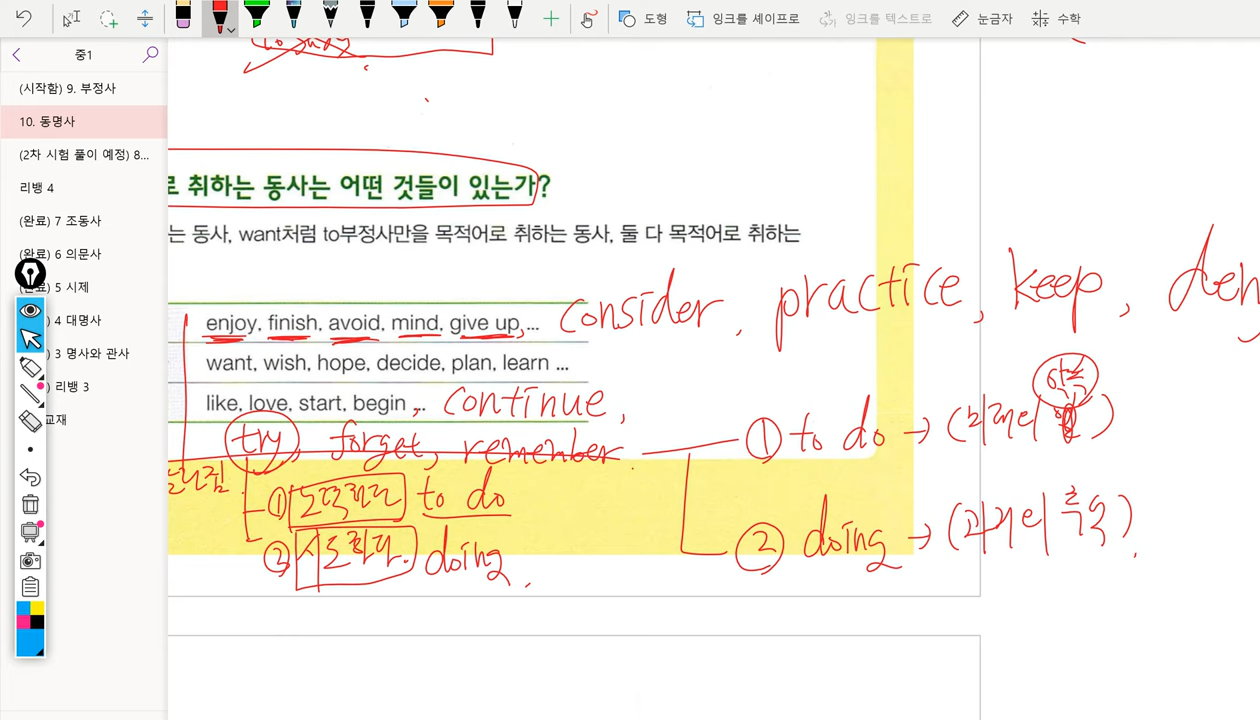 도형
잉크를 셰이프로
잉크를 텍스트로
눈금자
수학
중1
(시작함) 9. 부정사
10. 동명사
(2차 시험 풀이 예정) 8...
리뱅 4
(완료) 7 조동사
(완료) 6 의문사
(완료) 5 시제
) 4 대명사
) 3 명사와 관사
) 리뱅 3
교재
로 취하는 동사는 어떤 것들이 있는가?
는 동사, want처럼 to부정사만을 목적어로 취하는 동사, 둘 다 목적어로 취하는
enjoy, finish, avoid, mind, give up, ... consider, practice, keep, deny
want, wish, hope, decide, plan, learn ...
like, love, start, begin ... continue,
try, forget, remember
① 노력한다 to do
② 시도하다. doing
① to do → (미래의 약속)
② doing → (과거의 추억).